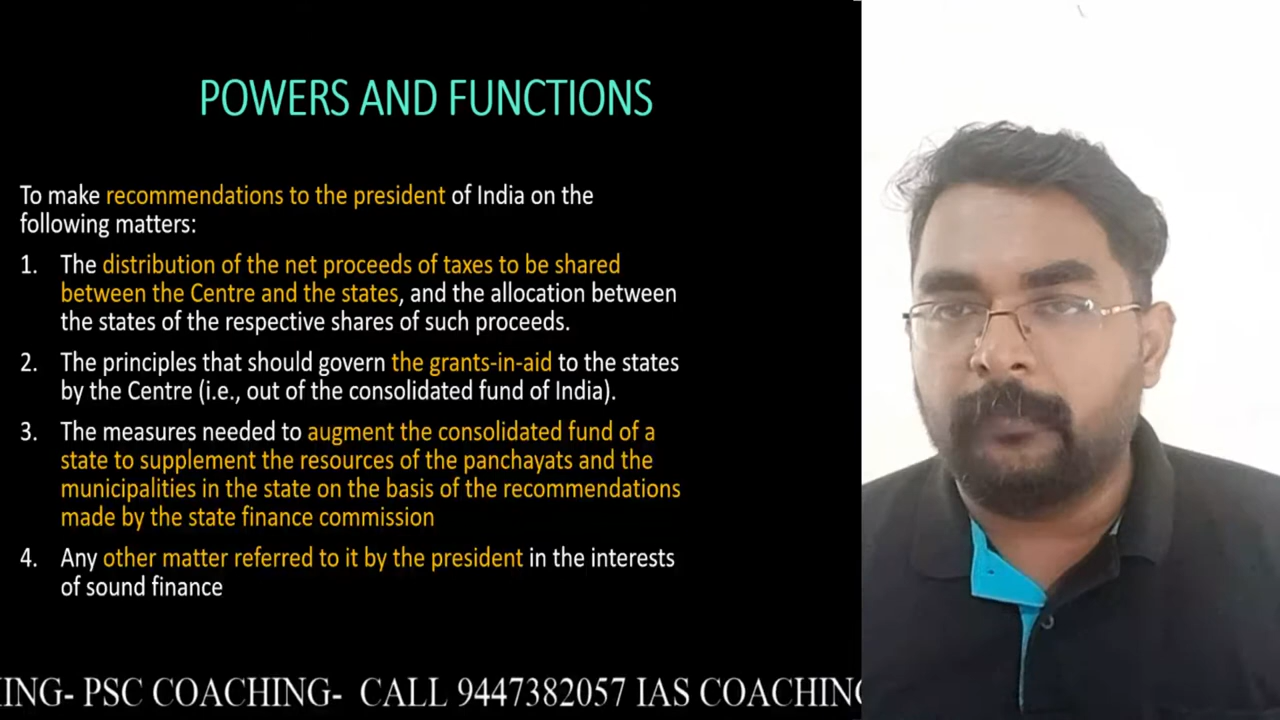 POWERS AND FUNCTIONS
To make recommendations to the president of India on the
following matters:
1. The distribution of the net proceeds of taxes to be shared
between the Centre and the states, and the allocation between
the states of the respective shares of such proceeds.
2. The principles that should govern the grants-in-aid to the states
by the Centre (i.e., out of the consolidated fund of India).
3. The measures needed to augment the consolidated fund of a
state to supplement the resources of the panchayats and the
municipalities in the state on the basis of the recommendations
made by the state finance commission
4. Any other matter referred to it by the president in the interests
of sound finance
ING- PSC COACHING- CALL 9447382057 IAS COACHING